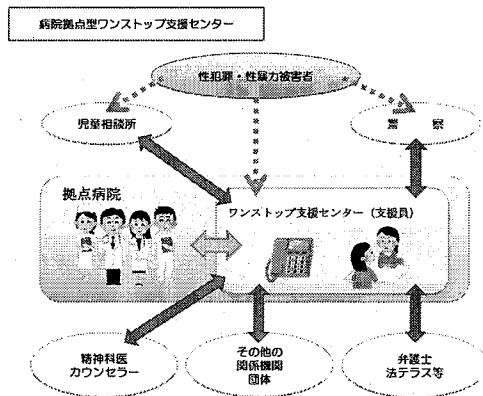 病院拠点型ワンストップ支援センター
性犯罪・性暴力被害者
児童相談所
警 察
拠点病院
ワンストップ支援センター（支援員）
精神科医
カウンセラー
その他の
関係機関
団体
弁護士
法テラス等